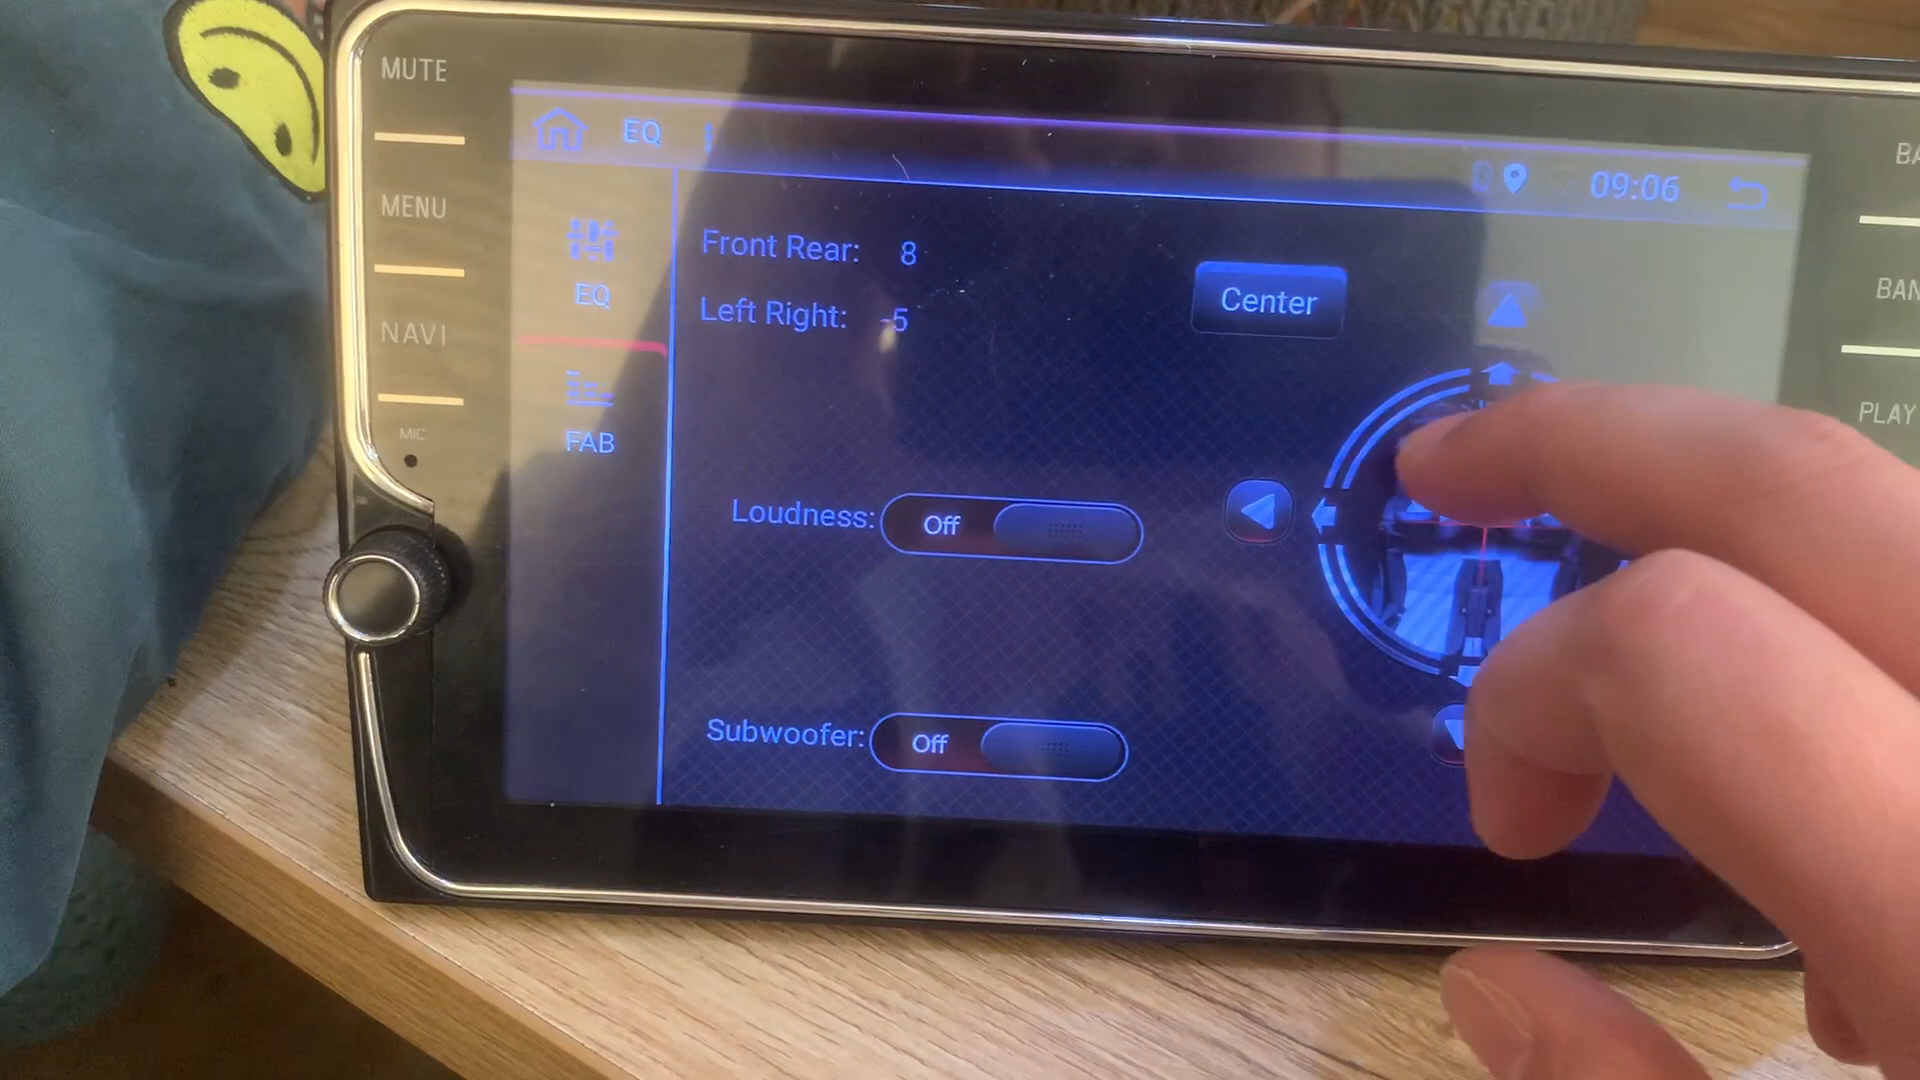 MUTE
MENU
NAVI
MIC
EQ
09:06
EQ
FAB
Front Rear: 8
Left Right: -5
Center
Loudness: Off
Subwoofer: Off
PLAY